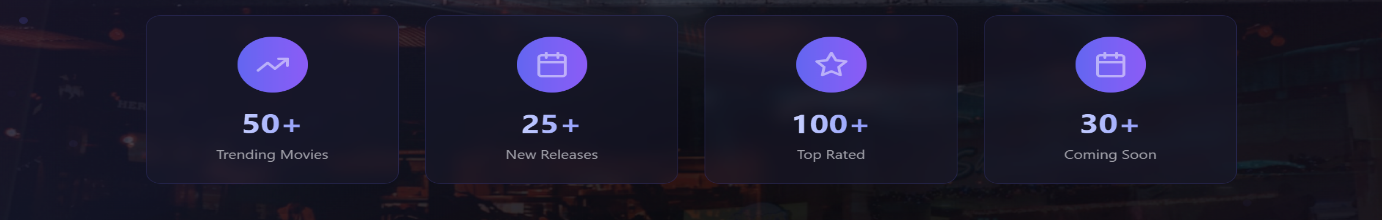 50+
Trending Movies
25+
New Releases
100+
Top Rated
30+
Coming Soon